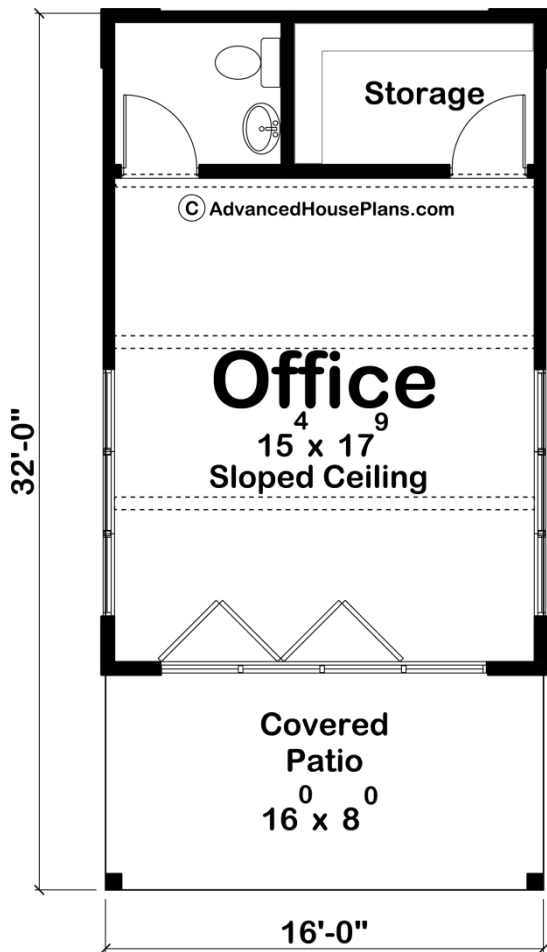 Storage
© AdvancedHousePlans.com
Office
15⁴ x 17⁹
Sloped Ceiling
32'-0"
Covered
Patio
16⁰ x 8⁰
16'-0"